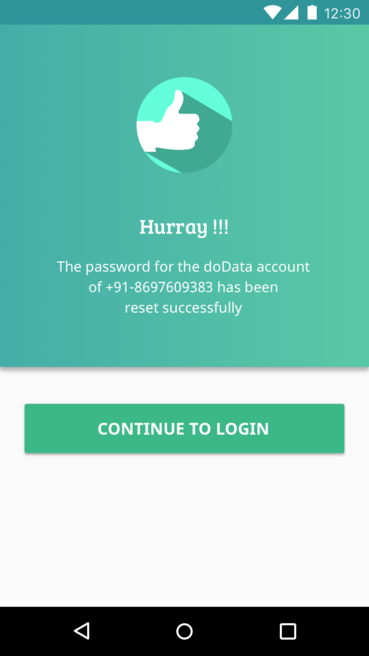 12:30
Hurray !!!
The password for the doData account
of +91-8697609383 has been
reset successfully
CONTINUE TO LOGIN